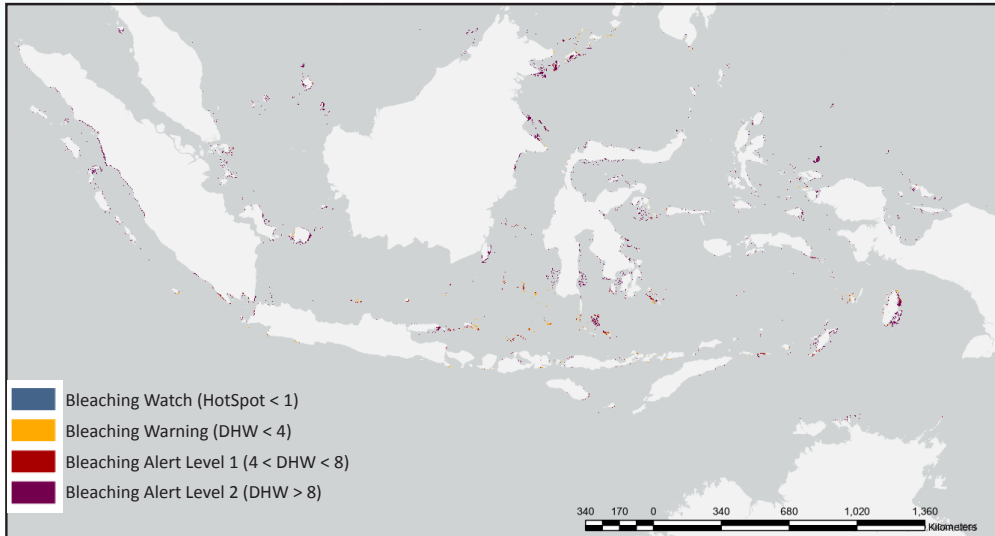 Bleaching Watch (HotSpot < 1)
Bleaching Warning (DHW < 4)
Bleaching Alert Level 1 (4 < DHW < 8)
Bleaching Alert Level 2 (DHW > 8)
340 170 0 340 680 1,020 1,360
Kilometers